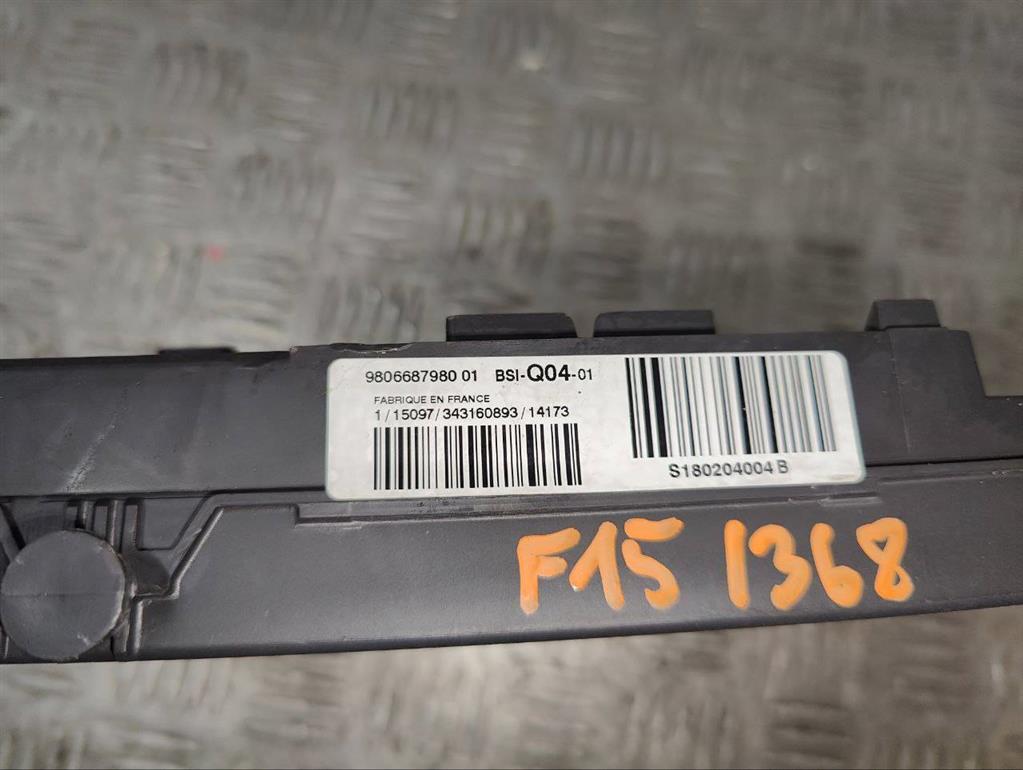 9806687980 01 BSI-Q04-01
FABRIQUE EN FRANCE
1/15097/343160893/14173
S180204004 B
F15 1368